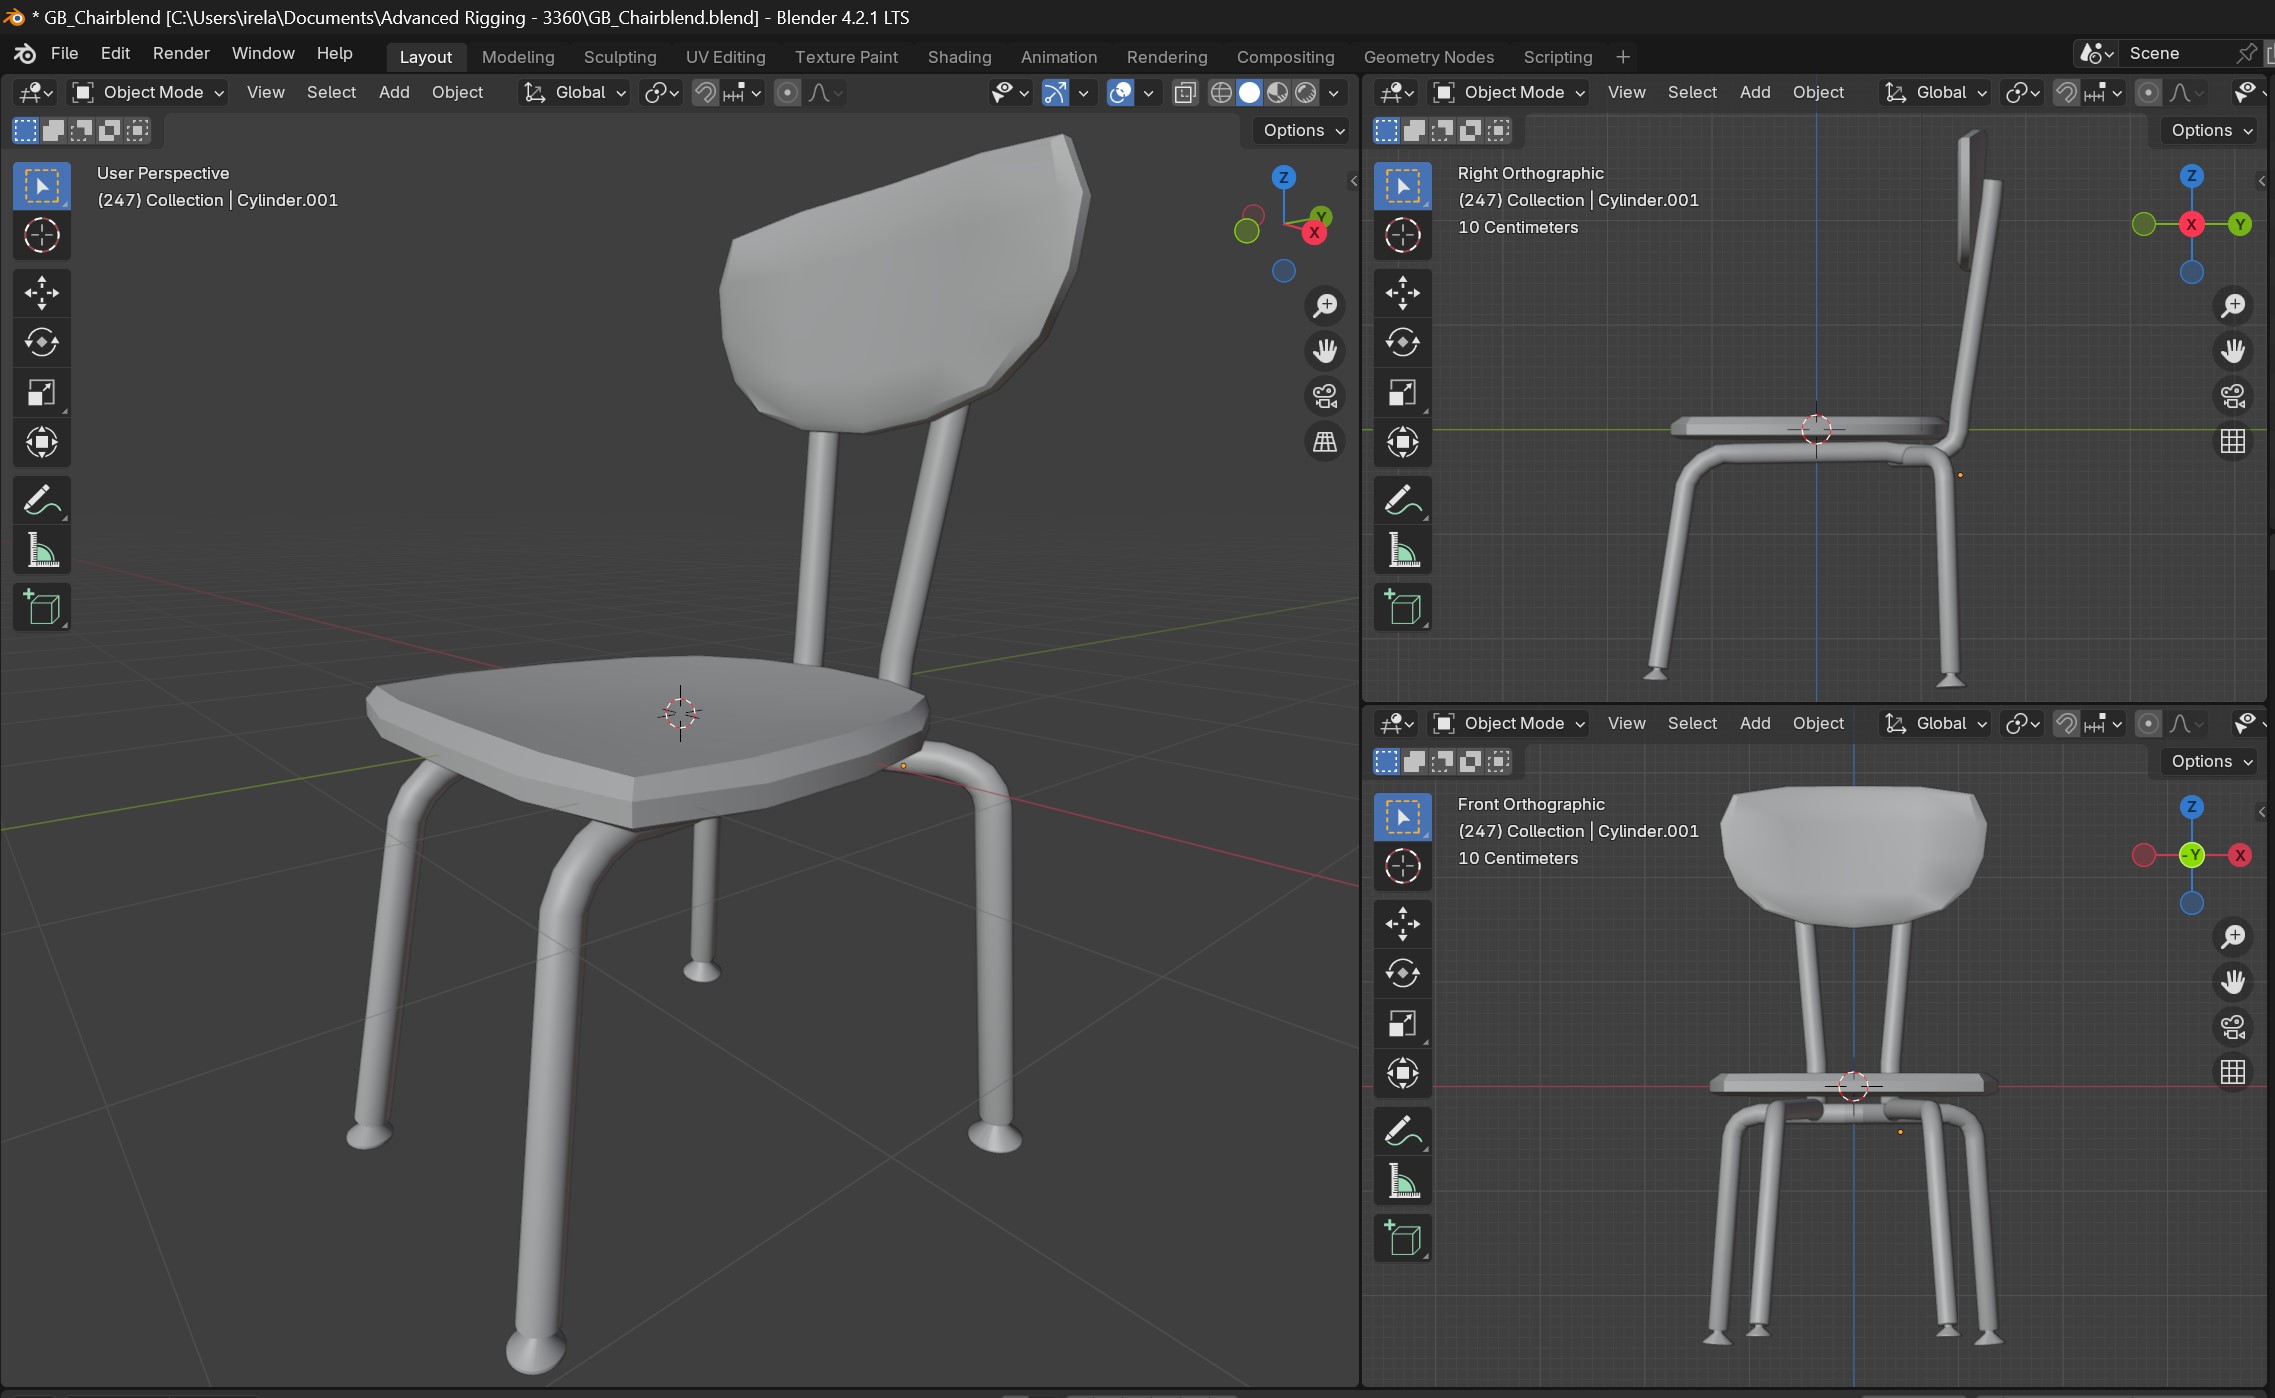 * GB_Chairblend [C:\Users\irela\Documents\Advanced Rigging - 3360\GB_Chairblend.blend] - Blender 4.2.1 LTS
File Edit Render Window Help Layout Modeling Sculpting UV Editing Texture Paint Shading Animation Rendering Compositing Geometry Nodes Scripting + Scene
Object Mode View Select Add Object Global
Options
User Perspective
(247) Collection | Cylinder.001
Z
Y
X
Object Mode View Select Add Object Global
Options
Right Orthographic
(247) Collection | Cylinder.001
10 Centimeters
Z
X Y
Object Mode View Select Add Object Global
Options
Front Orthographic
(247) Collection | Cylinder.001
10 Centimeters
Z
-Y X